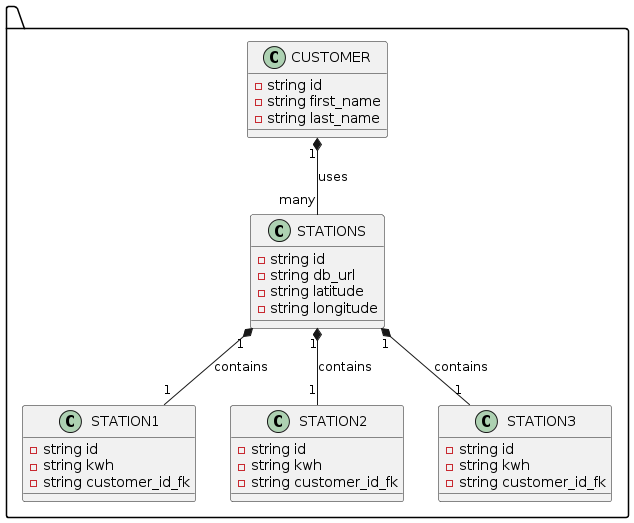 C CUSTOMER
string id
string first_name
string last_name
1
uses
many
C STATIONS
string id
string db_url
string latitude
string longitude
1 1 1
contains contains contains
1 1 1
C STATION1
string id
string kwh
string customer_id_fk
C STATION2
string id
string kwh
string customer_id_fk
C STATION3
string id
string kwh
string customer_id_fk